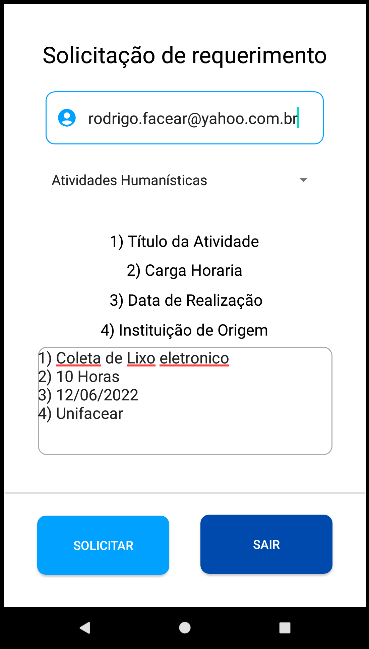 Solicitação de requerimento
rodrigo.facear@yahoo.com.br
Atividades Humanísticas
1) Título da Atividade
2) Carga Horaria
3) Data de Realização
4) Instituição de Origem
1) Coleta de Lixo eletronico
2) 10 Horas
3) 12/06/2022
4) Unifacear
SOLICITAR
SAIR